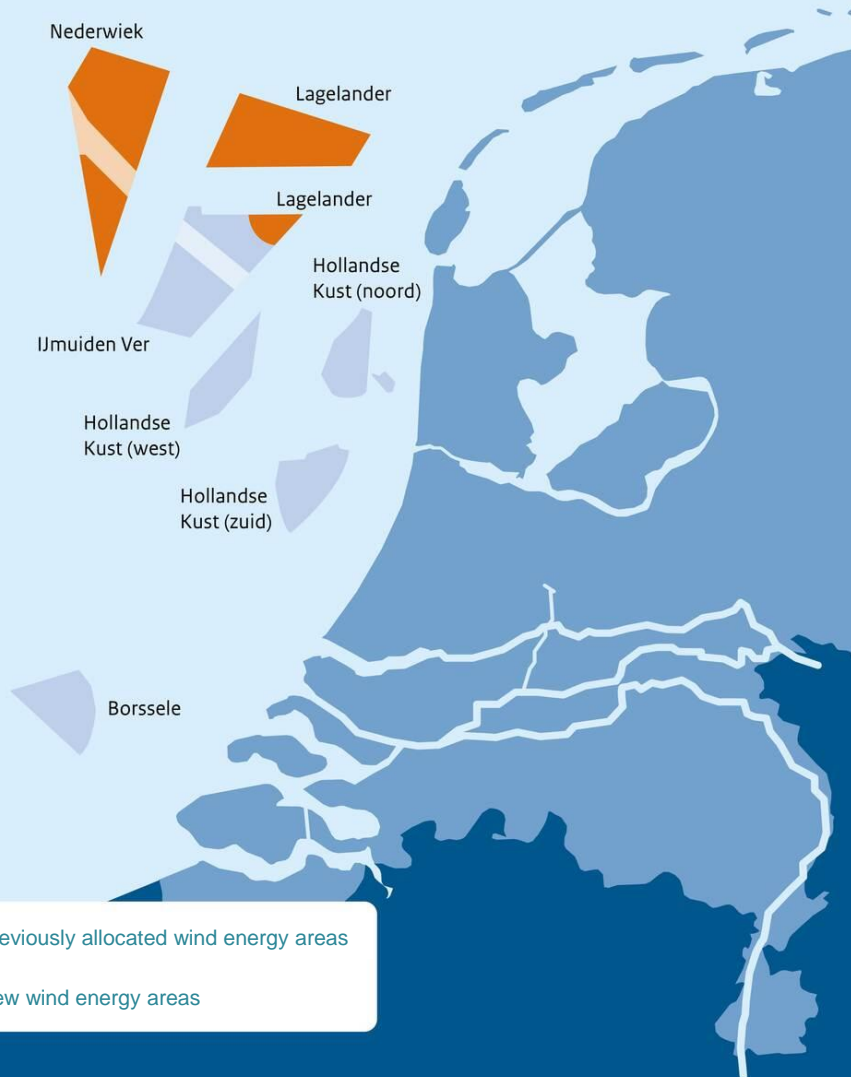 Nederwiek
Lagelander
Lagelander
Hollandse
Kust (noord)
IJmuiden Ver
Hollandse
Kust (west)
Hollandse
Kust (zuid)
Borssele
eviously allocated wind energy areas
ew wind energy areas